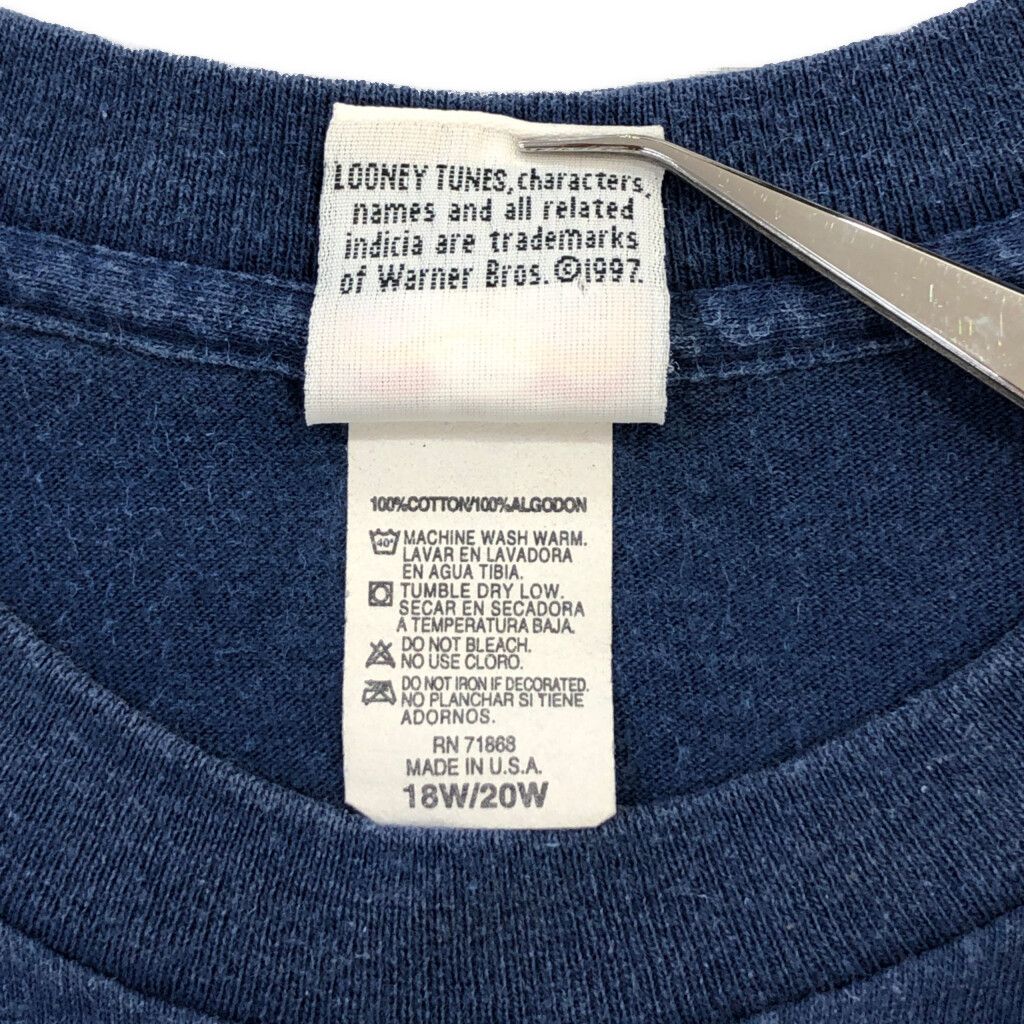 LOONEY TUNES, characters,
names and all related
indicia are trademarks
of Warner Bros. ©1997.
100%COTTON/100%ALGODON
40°
MACHINE WASH WARM.
LAVAR EN LAVADORA
EN AGUA TIBIA.
TUMBLE DRY LOW.
SECAR EN SECADORA
A TEMPERATURA BAJA.
DO NOT BLEACH.
NO USE CLORO.
DO NOT IRON IF DECORATED.
NO PLANCHAR SI TIENE
ADORNOS.
RN 71868
MADE IN U.S.A.
18W/20W